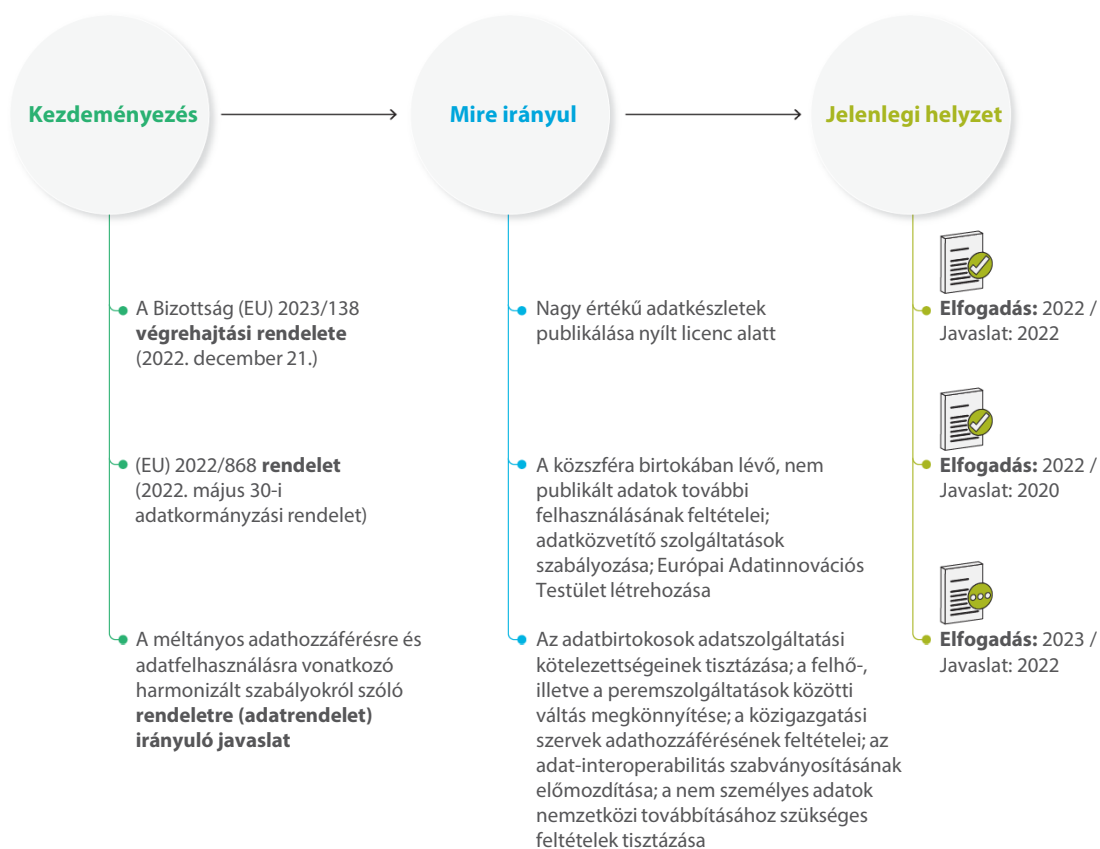 Kezdeményezés
Mire irányul
Jelenlegi helyzet
A Bizottság (EU) 2023/138
végrehajtási rendelete
(2022. december 21.)
Nagy értékű adatkészletek
publikálása nyílt licenc alatt
Elfogadás: 2022 /
Javaslat: 2022
(EU) 2022/868 rendelet
(2022. május 30-i
adatkormányzási rendelet)
A közszféra birtokában lévő, nem
publikált adatok további
felhasználásának feltételei;
adatközvetítő szolgáltatások
szabályozása; Európai Adatinnovációs
Testület létrehozása
Elfogadás: 2022 /
Javaslat: 2020
A méltányos adathozzáférésre és
adatfelhasználásra vonatkozó
harmonizált szabályokról szóló
rendeletre (adatrendelet)
irányuló javaslat
Az adatbirtokosok adatszolgáltatási
kötelezettségeinek tisztázása; a felhő-,
illetve a peremszolgáltatások közötti
váltás megkönnyítése; a közigazgatási
szervek adathozzáférésének feltételei; az
adat-interoperabilitás szabványosításának
előmozdítása; a nem személyes adatok
nemzetközi továbbításához szükséges
feltételek tisztázása
Elfogadás: 2023 /
Javaslat: 2022